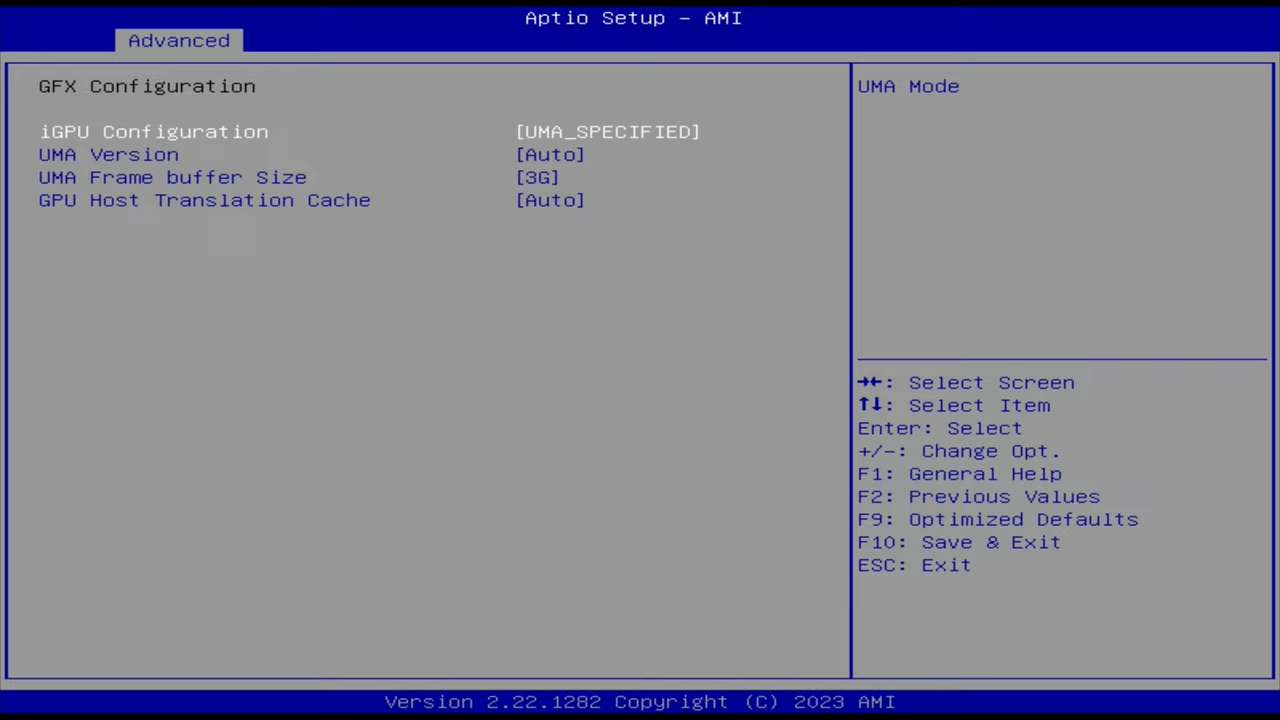 Aptio Setup - AMI
Advanced
GFX Configuration
iGPU Configuration [UMA_SPECIFIED]
UMA Version [Auto]
UMA Frame buffer Size [3G]
GPU Host Translation Cache [Auto]
UMA Mode
→←: Select Screen
↑↓: Select Item
Enter: Select
+/-: Change Opt.
F1: General Help
F2: Previous Values
F9: Optimized Defaults
F10: Save & Exit
ESC: Exit
Version 2.22.1282 Copyright (C) 2023 AMI